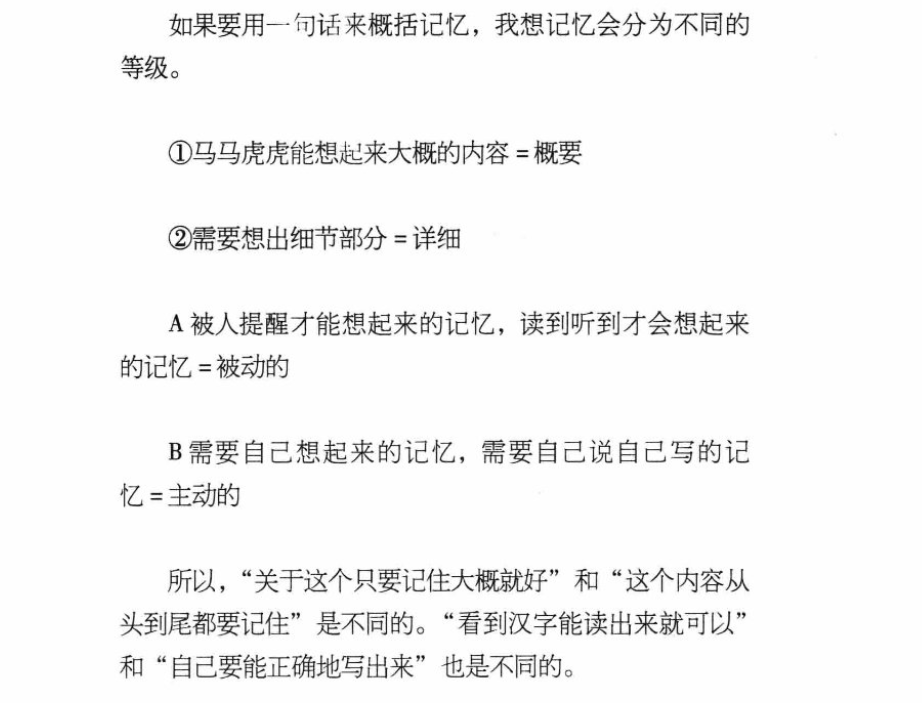 如果要用一句话来概括记忆，我想记忆会分为不同的
等级。
①马马虎虎能想起来大概的内容=概要
②需要想出细节部分=详细
A 被人提醒才能想起来的记忆，读到听到才会想起来
的记忆=被动的
B 需要自己想起来的记忆，需要自己说自己写的记
忆=主动的
所以，“关于这个只要记住大概就好”和“这个内容从
头到尾都要记住”是不同的。“看到汉字能读出来就可以”
和“自己要能正确地写出来”也是不同的。